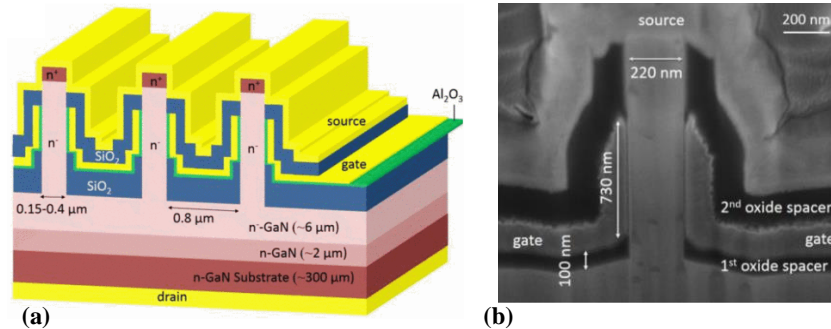 n⁺
n⁺
n⁺
Al₂O₃
n⁻
n⁻
n⁻
source
SiO₂
gate
SiO₂
0.15-0.4 μm
0.8 μm
n⁻-GaN (~6 μm)
n-GaN (~2 μm)
n-GaN Substrate (~300 μm)
drain
(a)
source
200 nm
220 nm
730 nm
2nd oxide spacer
gate
gate
100 nm
1st oxide spacer
(b)